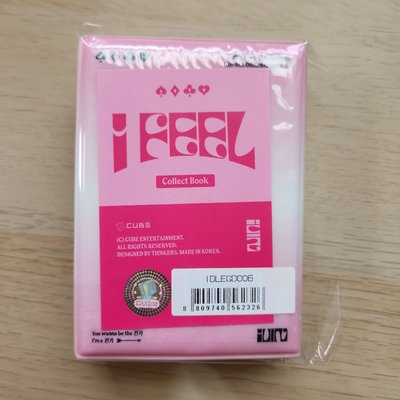 I FEEL
Collect Book
CUBE
(C) CUBE ENTERTAINMENT.
ALL RIGHTS RESERVED.
DESIGNED BY THINKERS. MADE IN KOREA.
IDLEGD006
8 809740 562326
You wanna be the 퀸카
I'm a 퀸카